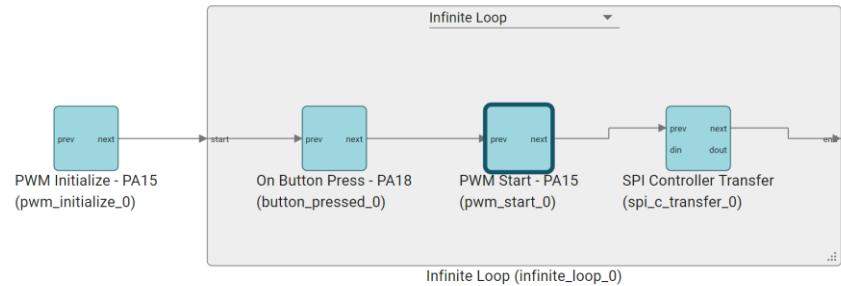 Infinite Loop
prev next
start
prev next
prev next
prev next
din dout
end
PWM Initialize - PA15
(pwm_initialize_0)
On Button Press - PA18
(button_pressed_0)
PWM Start - PA15
(pwm_start_0)
SPI Controller Transfer
(spi_c_transfer_0)
Infinite Loop (infinite_loop_0)